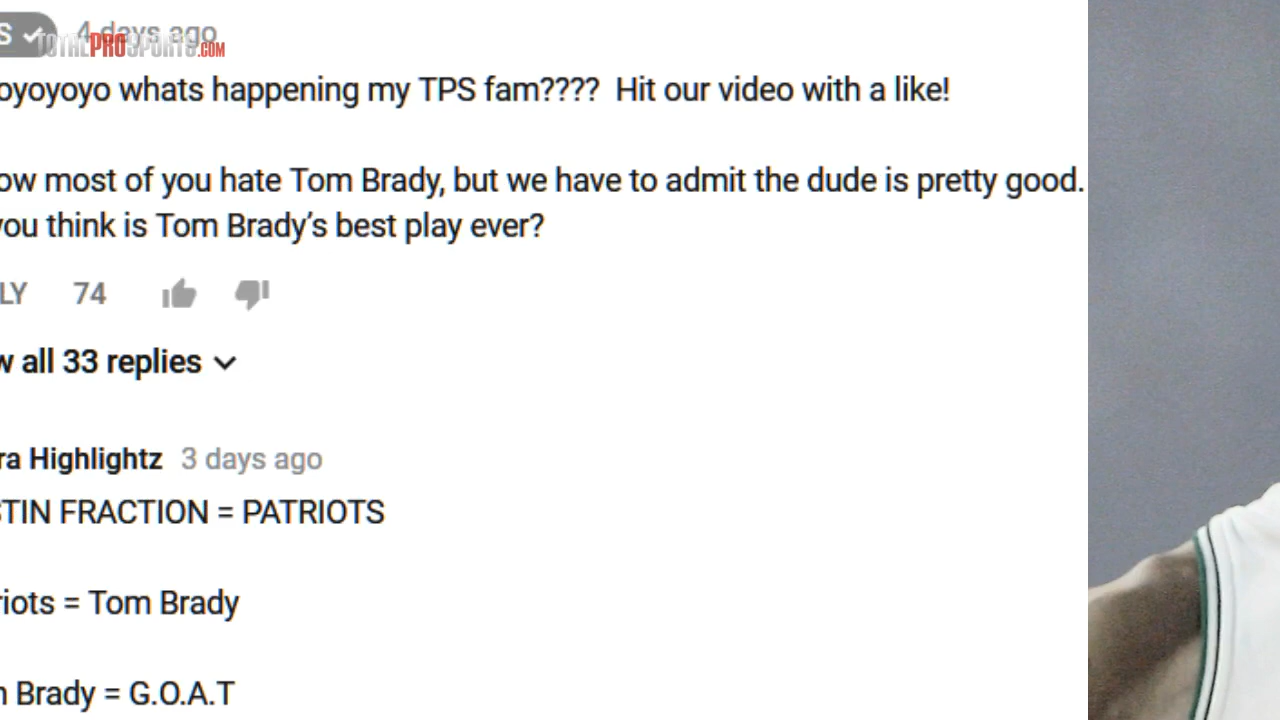 S 4 days ago
TOTALPROSPORTS.COM
oyoyoyo whats happening my TPS fam???? Hit our video with a like!
ow most of you hate Tom Brady, but we have to admit the dude is pretty good.
you think is Tom Brady's best play ever?
LY 74
w all 33 replies
ra Highlightz 3 days ago
STIN FRACTION = PATRIOTS
riots = Tom Brady
n Brady = G.O.A.T